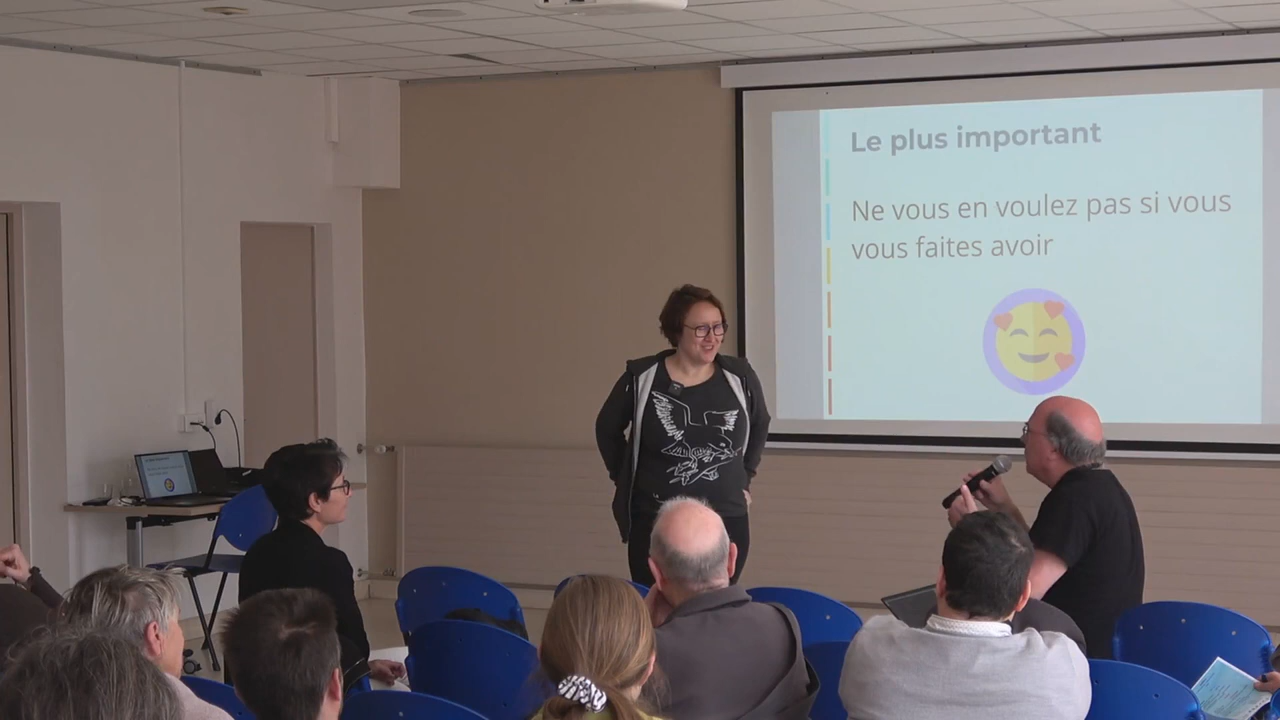 Le plus important
Ne vous en voulez pas si vous
vous faites avoir